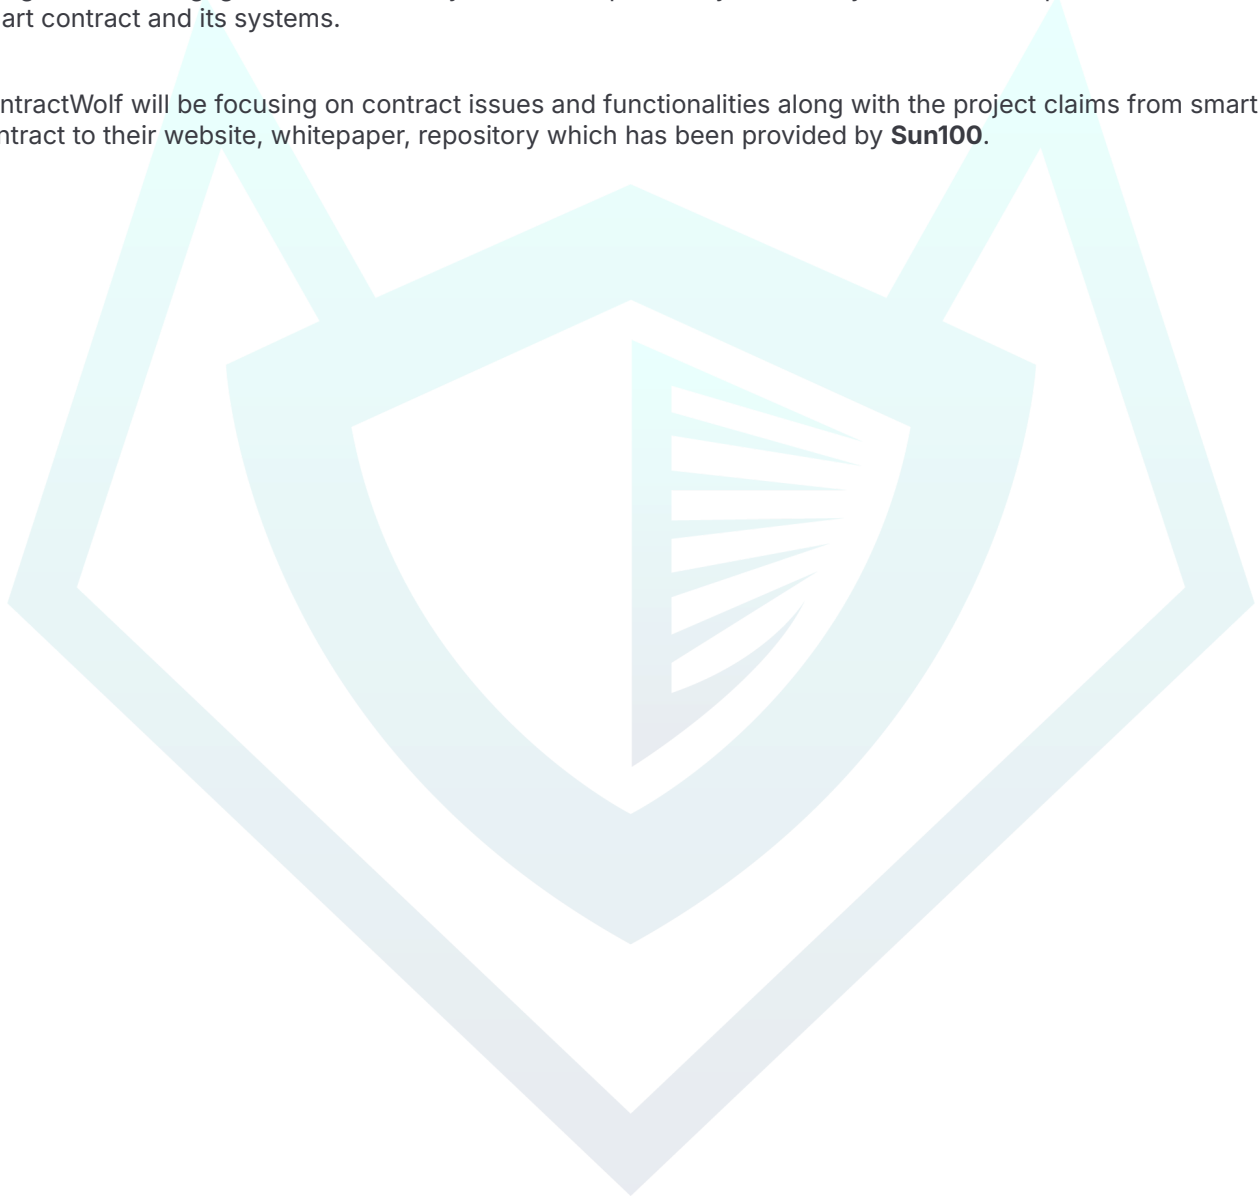 art contract and its systems.
ntractWolf will be focusing on contract issues and functionalities along with the project claims from smart
ntract to their website, whitepaper, repository which has been provided by Sun100.